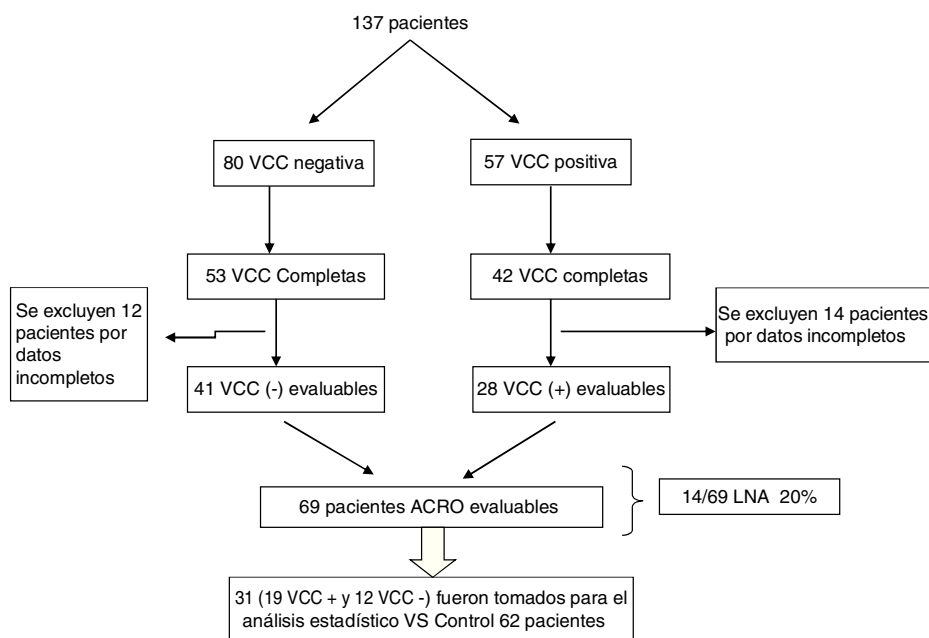 137 pacientes
80 VCC negativa
57 VCC positiva
53 VCC Completas
42 VCC completas
Se excluyen 12
pacientes por
datos
incompletos
Se excluyen 14 pacientes
por datos incompletos
41 VCC (-) evaluables
28 VCC (+) evaluables
69 pacientes ACRO evaluables
14/69 LNA 20%
31 (19 VCC + y 12 VCC -) fueron tomados para el
análisis estadístico VS Control 62 pacientes